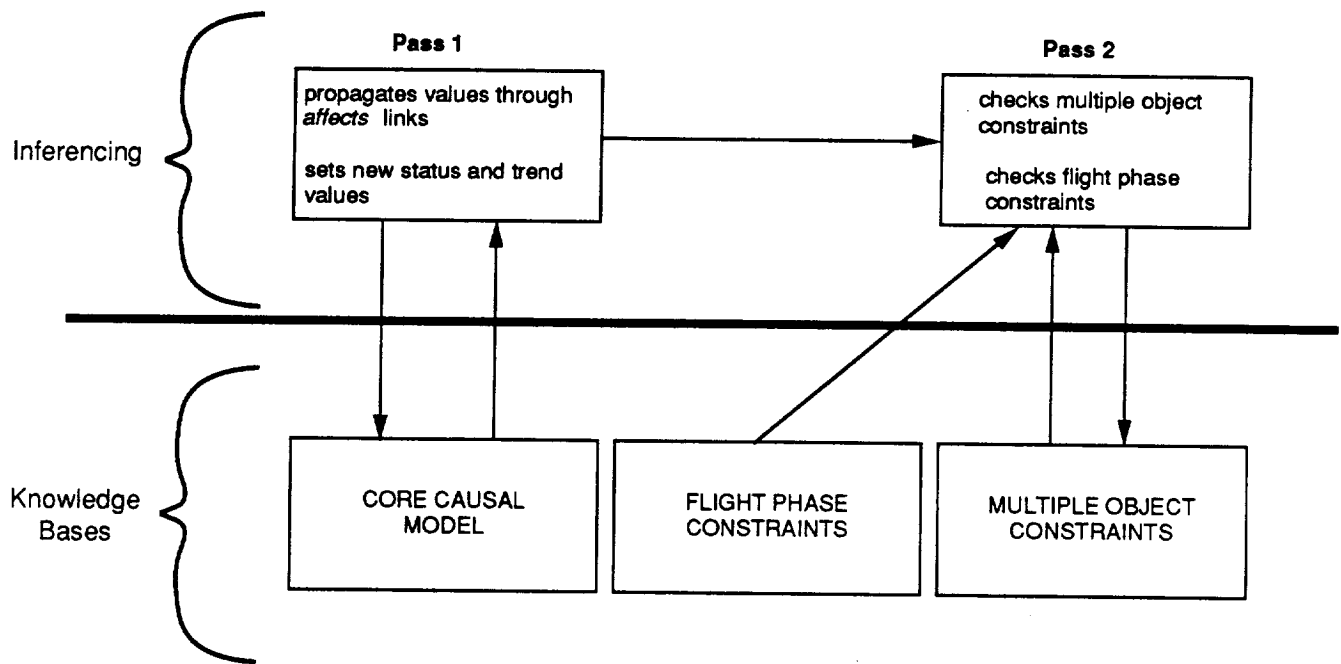 Pass 1
Pass 2
Inferencing
propagates values through
affects links
sets new status and trend
values
checks multiple object
constraints
checks flight phase
constraints
Knowledge
Bases
CORE CAUSAL
MODEL
FLIGHT PHASE
CONSTRAINTS
MULTIPLE OBJECT
CONSTRAINTS